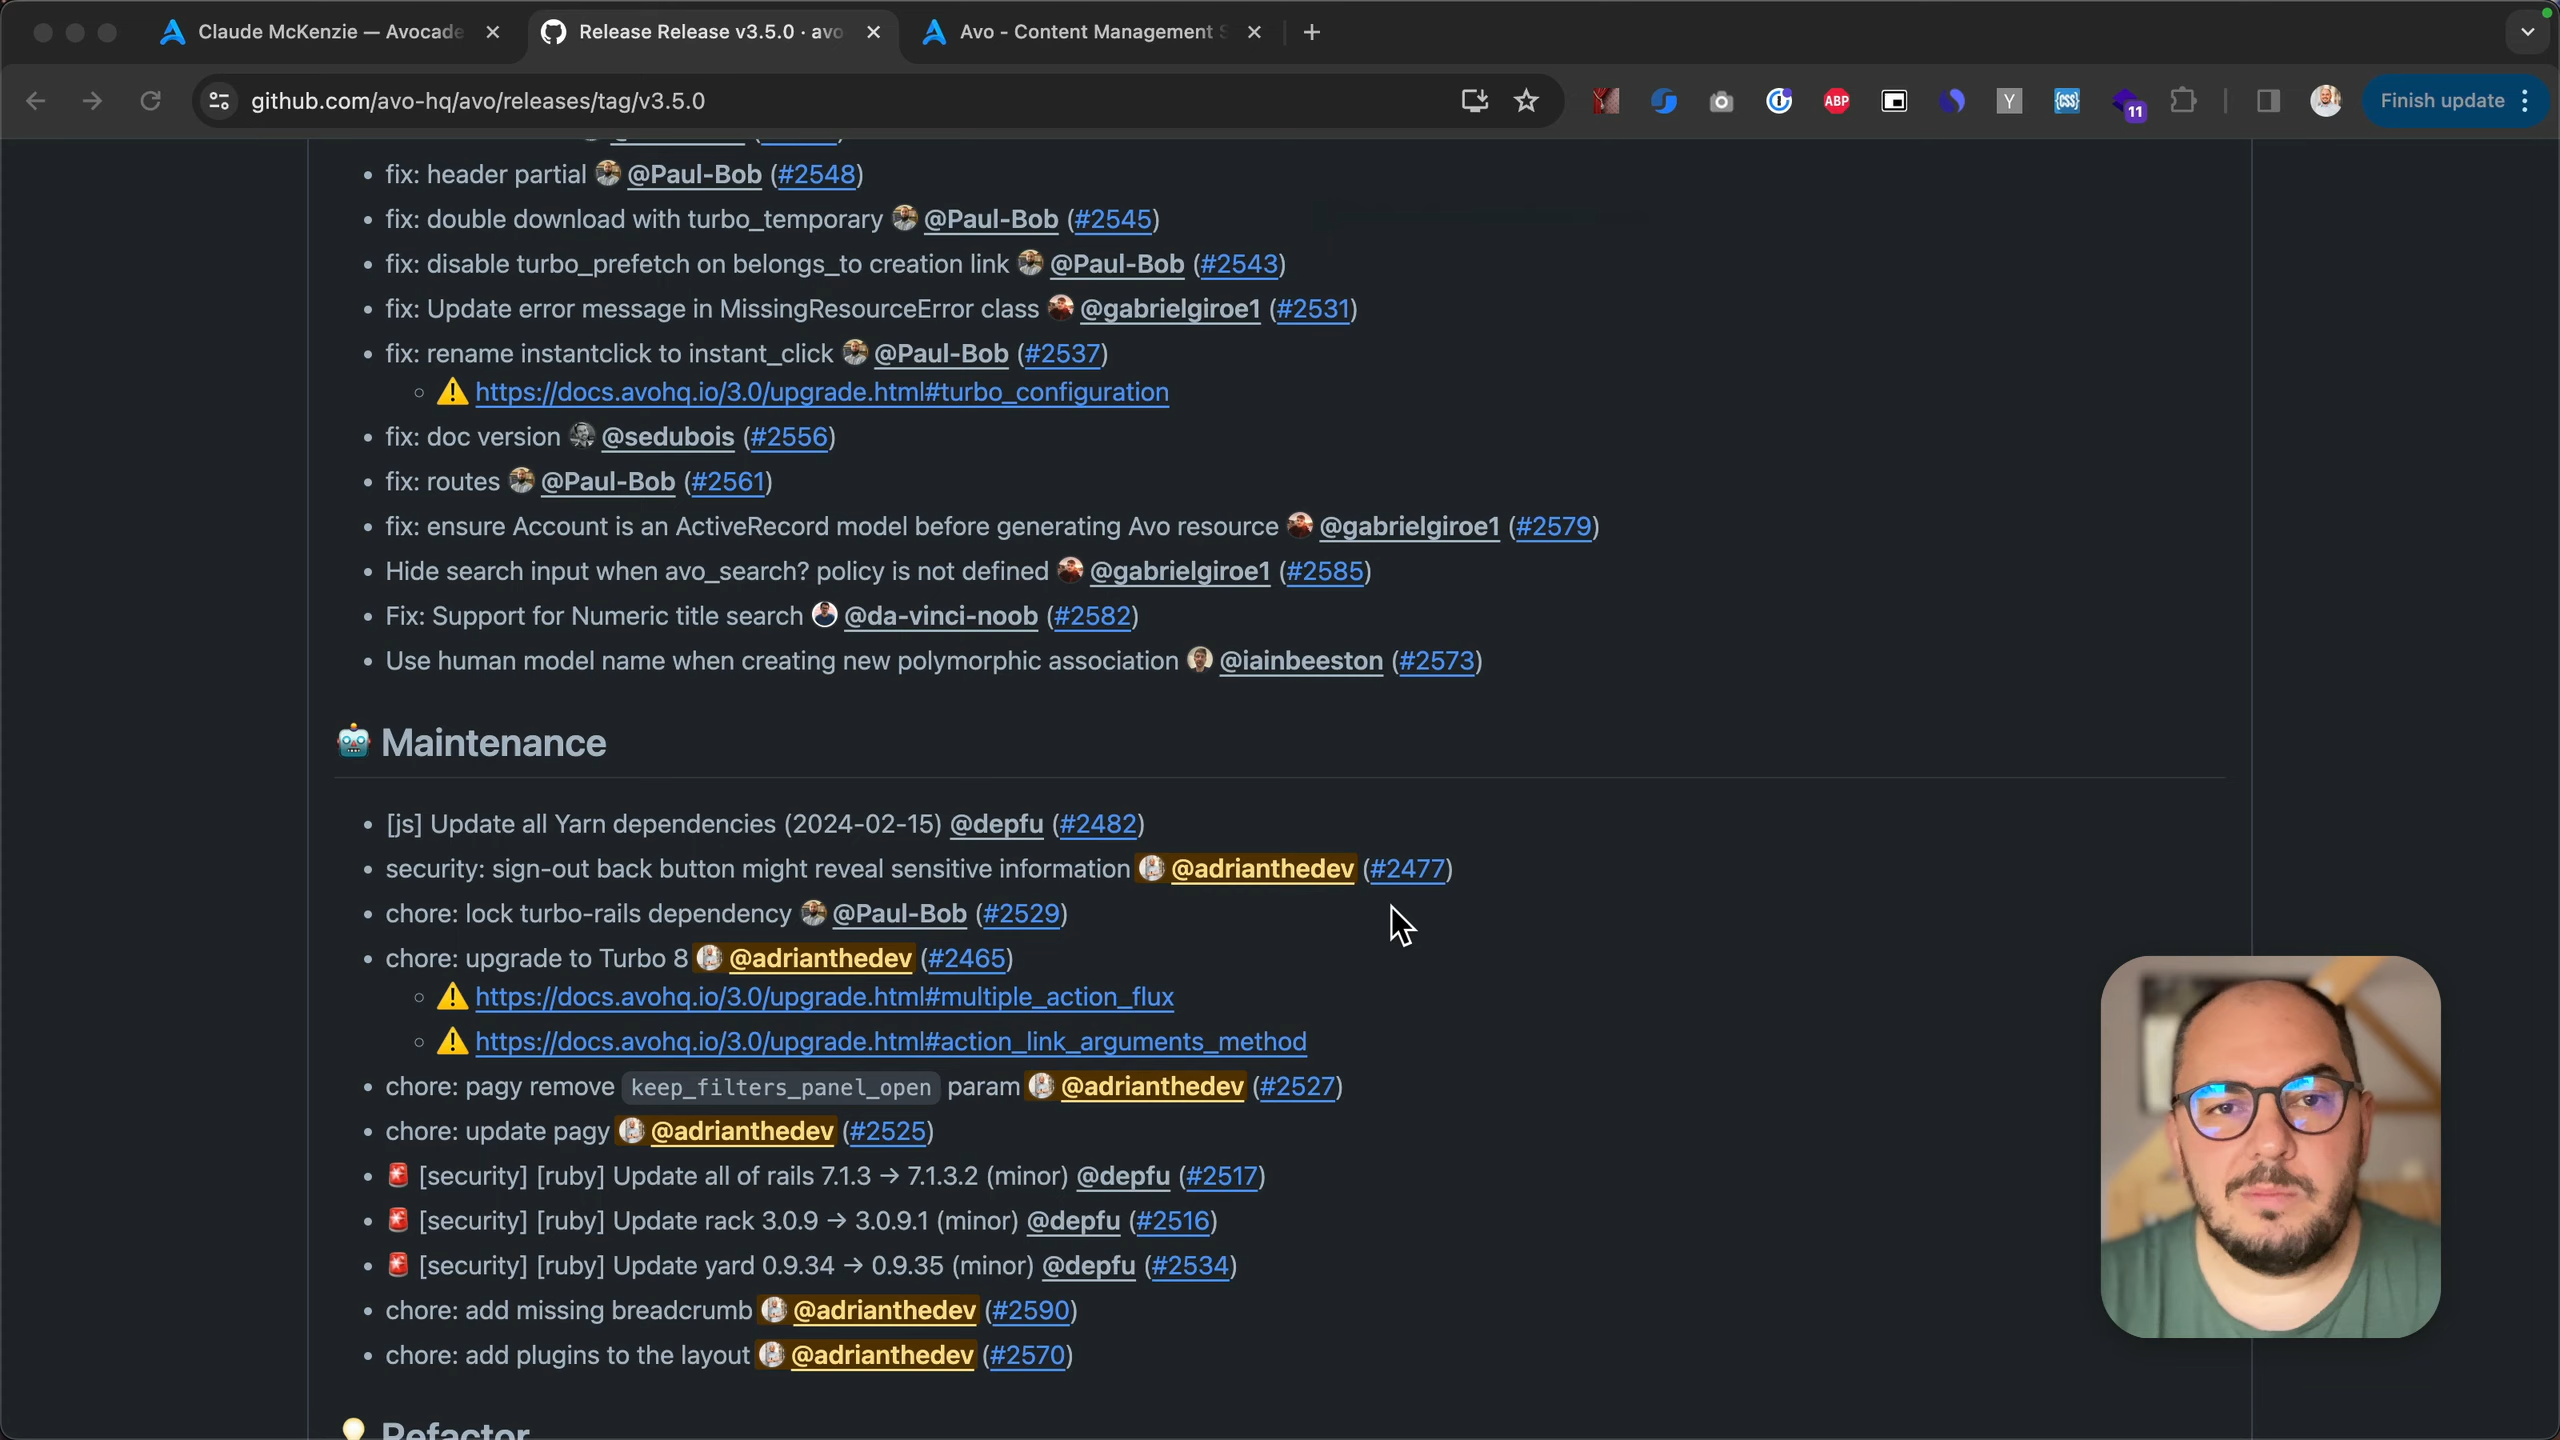 Claude McKenzie — Avocade
Release Release v3.5.0 · avo
Avo - Content Management S
github.com/avo-hq/avo/releases/tag/v3.5.0
ABP
Y
{CSS}
11
Finish update
• fix: header partial @Paul-Bob (#2548)
• fix: double download with turbo_temporary @Paul-Bob (#2545)
• fix: disable turbo_prefetch on belongs_to creation link @Paul-Bob (#2543)
• fix: Update error message in MissingResourceError class @gabrielgiroe1 (#2531)
• fix: rename instantclick to instant_click @Paul-Bob (#2537)
◦ ⚠️ https://docs.avohq.io/3.0/upgrade.html#turbo_configuration
• fix: doc version @sedubois (#2556)
• fix: routes @Paul-Bob (#2561)
• fix: ensure Account is an ActiveRecord model before generating Avo resource @gabrielgiroe1 (#2579)
• Hide search input when avo_search? policy is not defined @gabrielgiroe1 (#2585)
• Fix: Support for Numeric title search @da-vinci-noob (#2582)
• Use human model name when creating new polymorphic association @iainbeeston (#2573)
🤖 Maintenance
• [js] Update all Yarn dependencies (2024-02-15) @depfu (#2482)
• security: sign-out back button might reveal sensitive information @adrianthedev (#2477)
• chore: lock turbo-rails dependency @Paul-Bob (#2529)
• chore: upgrade to Turbo 8 @adrianthedev (#2465)
◦ ⚠️ https://docs.avohq.io/3.0/upgrade.html#multiple_action_flux
◦ ⚠️ https://docs.avohq.io/3.0/upgrade.html#action_link_arguments_method
• chore: pagy remove keep_filters_panel_open param @adrianthedev (#2527)
• chore: update pagy @adrianthedev (#2525)
• 🚨 [security] [ruby] Update all of rails 7.1.3 → 7.1.3.2 (minor) @depfu (#2517)
• 🚨 [security] [ruby] Update rack 3.0.9 → 3.0.9.1 (minor) @depfu (#2516)
• 🚨 [security] [ruby] Update yard 0.9.34 → 0.9.35 (minor) @depfu (#2534)
• chore: add missing breadcrumb @adrianthedev (#2590)
• chore: add plugins to the layout @adrianthedev (#2570)
💡 Refactor